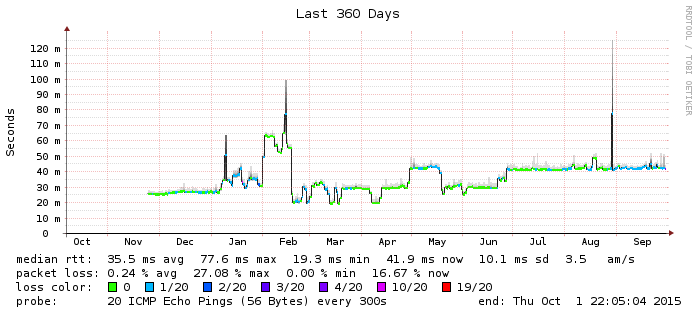 Last 360 Days
RRDTOOL / TOBI OETIKER
Seconds
120 m
110 m
100 m
90 m
80 m
70 m
60 m
50 m
40 m
30 m
20 m
10 m
0
Oct Nov Dec Jan Feb Mar Apr May Jun Jul Aug Sep
median rtt: 35.5 ms avg 77.6 ms max 19.3 ms min 41.9 ms now 10.1 ms sd 3.5 am/s
packet loss: 0.24 % avg 27.08 % max 0.00 % min 16.67 % now
loss color: 0 1/20 2/20 3/20 4/20 10/20 19/20
probe: 20 ICMP Echo Pings (56 Bytes) every 300s end: Thu Oct 1 22:05:04 2015